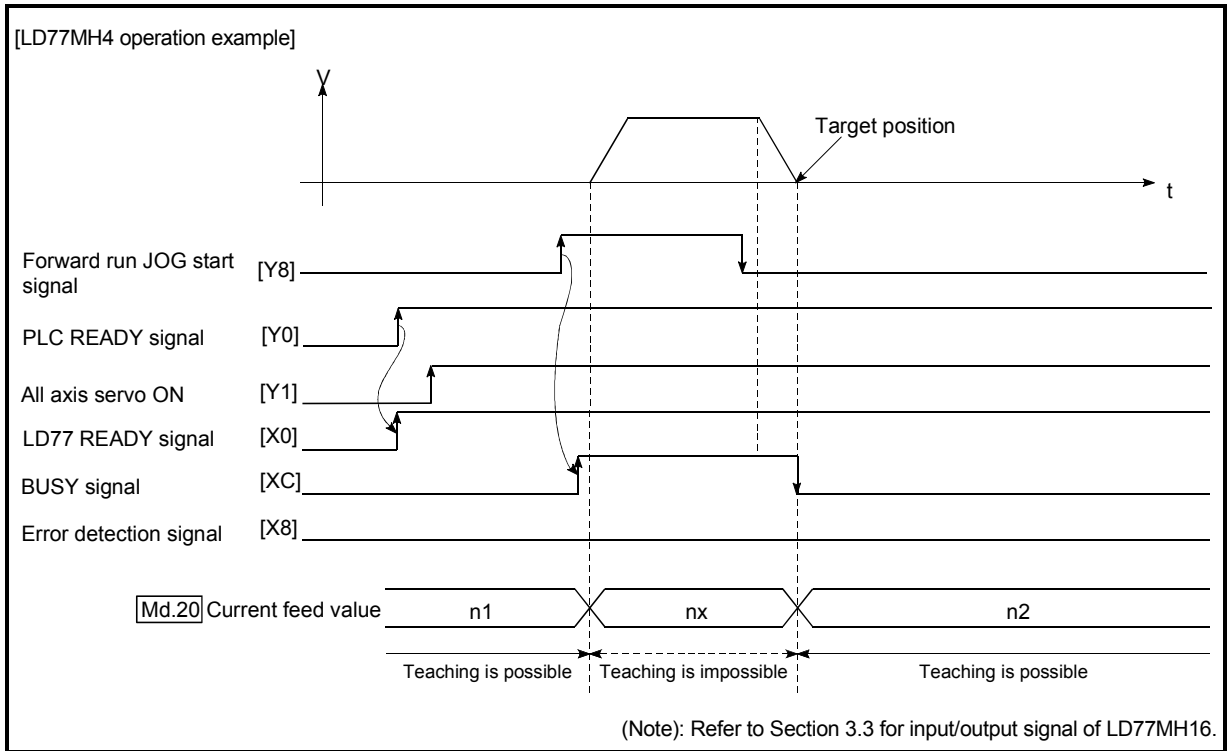 [LD77MH4 operation example]
V
Target position
t
Forward run JOG start
signal
[Y8]
PLC READY signal
[Y0]
All axis servo ON
[Y1]
LD77 READY signal
[X0]
BUSY signal
[XC]
Error detection signal
[X8]
Md.20 Current feed value
n1
nx
n2
Teaching is possible
Teaching is impossible
Teaching is possible
(Note): Refer to Section 3.3 for input/output signal of LD77MH16.